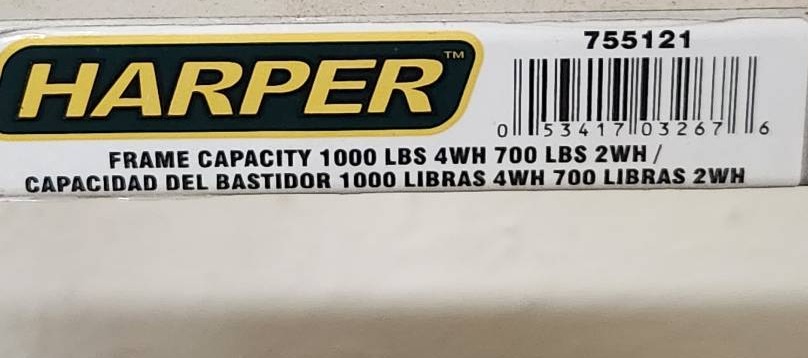 HARPER™
755121
0 53417 03267 6
FRAME CAPACITY 1000 LBS 4WH 700 LBS 2WH /
CAPACIDAD DEL BASTIDOR 1000 LIBRAS 4WH 700 LIBRAS 2WH